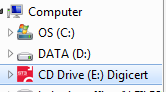 Computer
OS (C:)
DATA (D:)
CD Drive (E:) Digicert